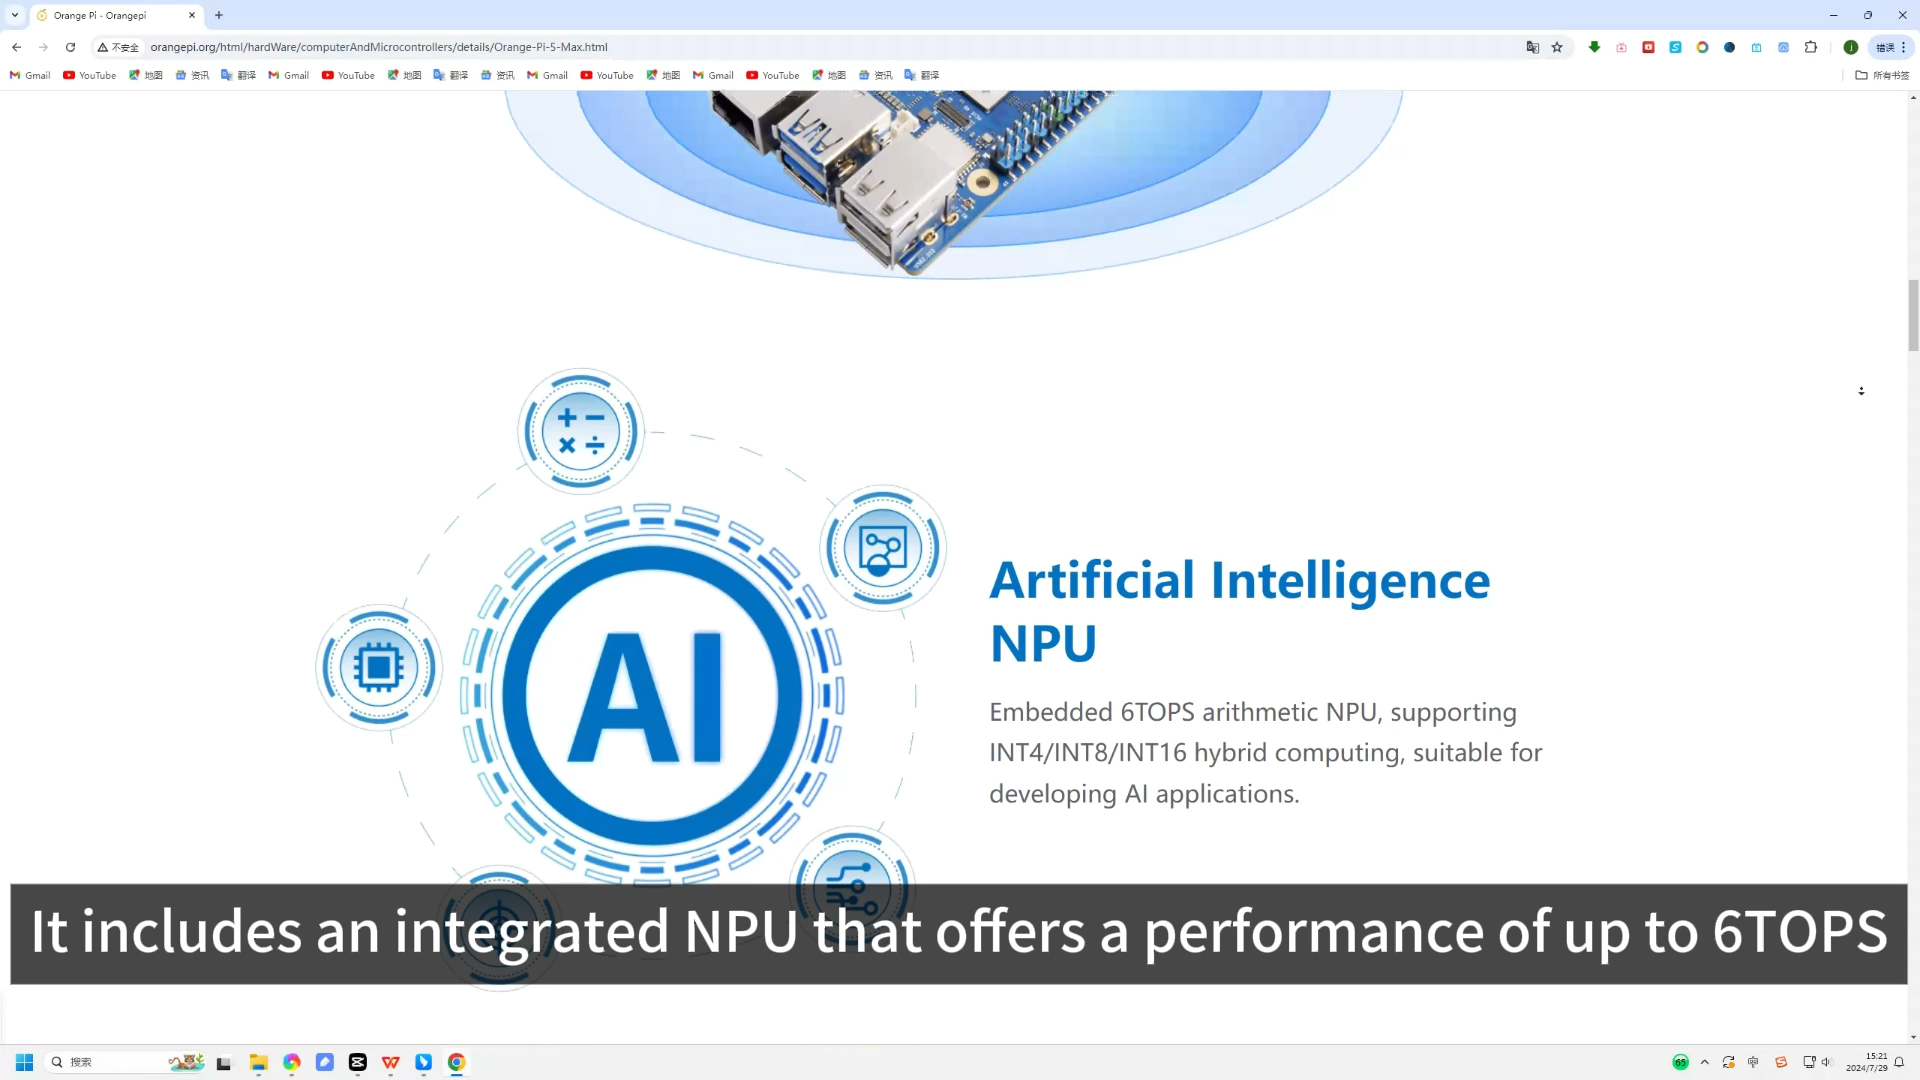 Orange Pi - Orangepi
不安全
orangepi.org/html/hardWare/computerAndMicrocontrollers/details/Orange-Pi-5-Max.html
错误
Gmail YouTube 地图 资讯 翻译 Gmail YouTube 地图 翻译 资讯 Gmail YouTube 地图 Gmail YouTube 地图 资讯 翻译
所有书签
+ −
× ÷
AI
Artificial Intelligence
NPU
Embedded 6TOPS arithmetic NPU, supporting
INT4/INT8/INT16 hybrid computing, suitable for
developing AI applications.
It includes an integrated NPU that offers a performance of up to 6TOPS
搜索
65
中
15:21
2024/7/29